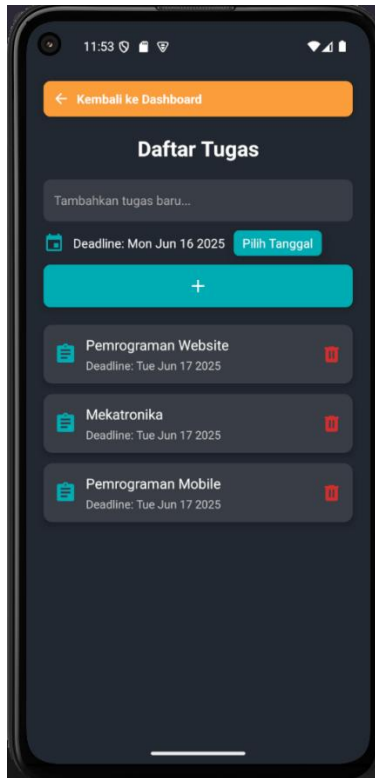 11:53
Kembali ke Dashboard
Daftar Tugas
Tambahkan tugas baru...
Deadline: Mon Jun 16 2025 Pilih Tanggal
+
Pemrograman Website
Deadline: Tue Jun 17 2025
Mekatronika
Deadline: Tue Jun 17 2025
Pemrograman Mobile
Deadline: Tue Jun 17 2025